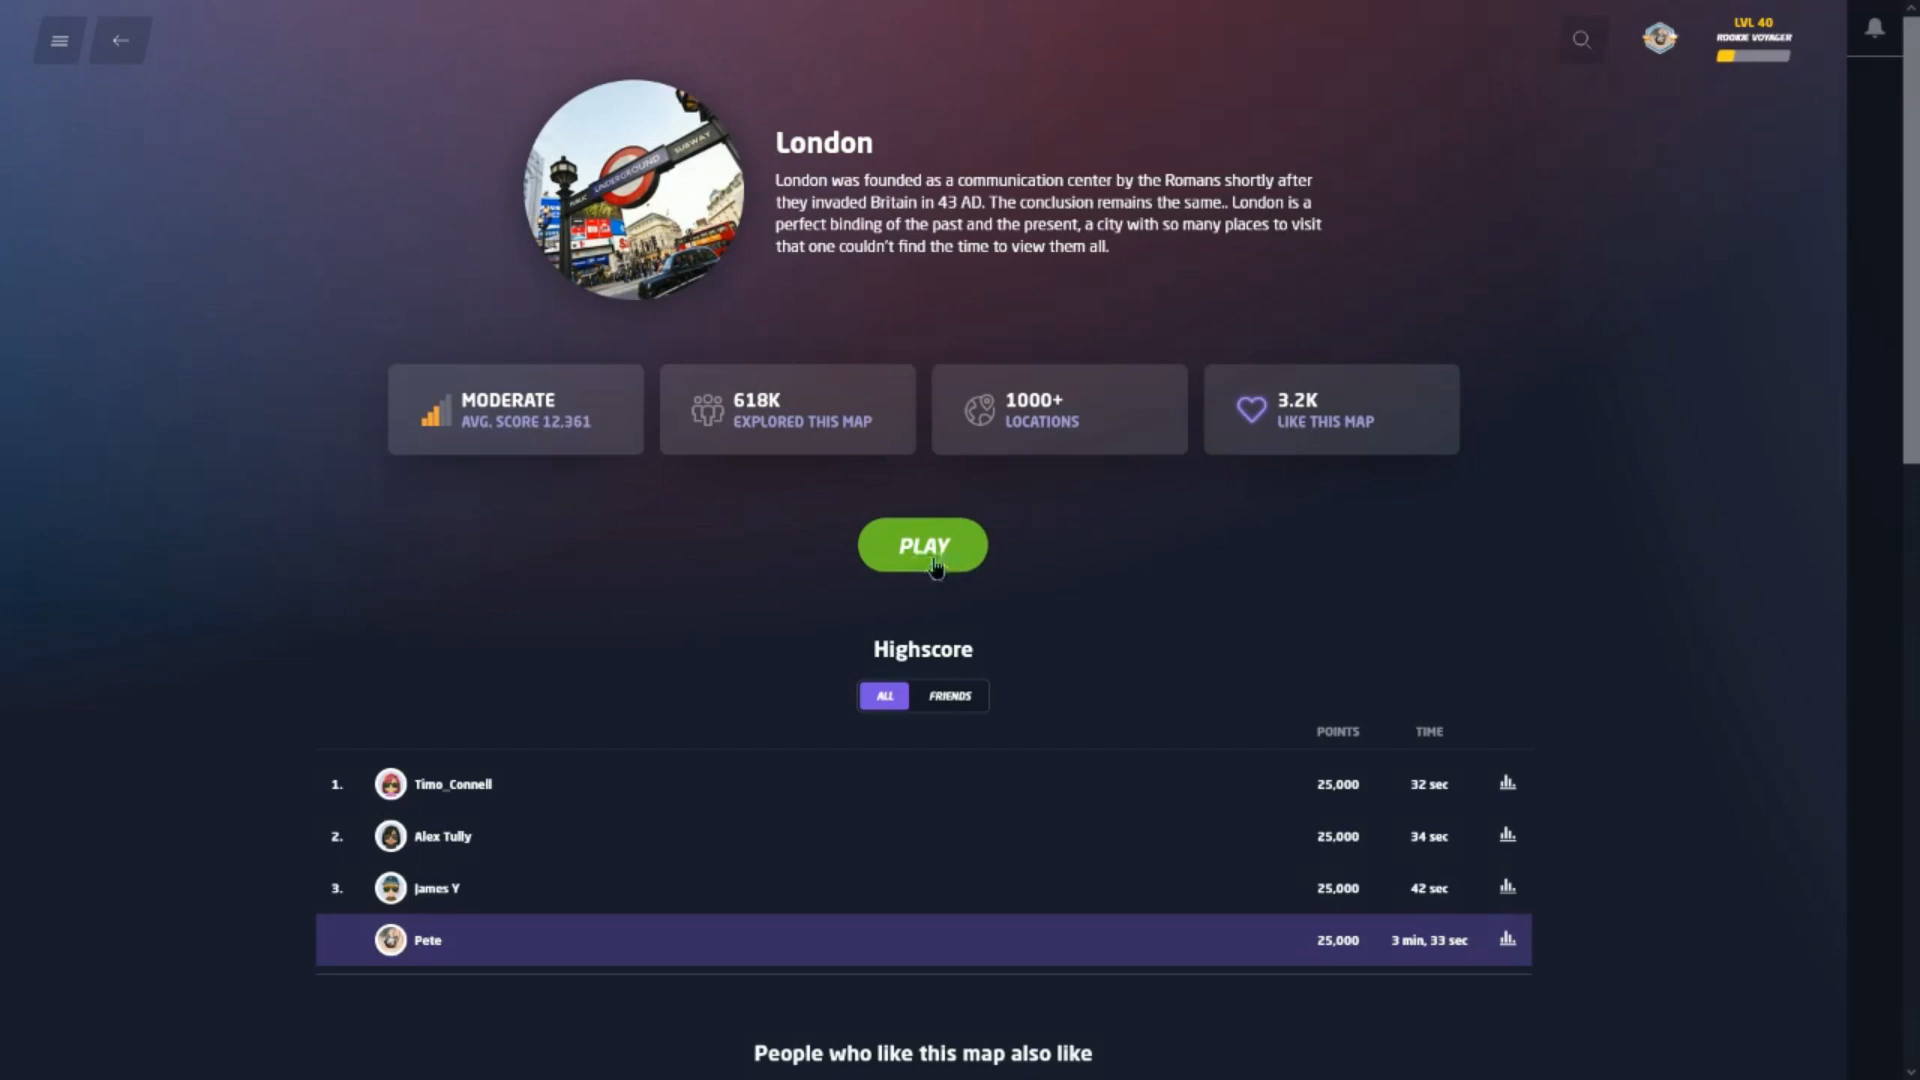 LVL 40
ROOKIE VOYAGER
UNDERGROUND
SUBWAY
PUBLIC
London
London was founded as a communication center by the Romans shortly after
they invaded Britain in 43 AD. The conclusion remains the same.. London is a
perfect binding of the past and the present, a city with so many places to visit
that one couldn't find the time to view them all.
MODERATE
AVG. SCORE 12,361
618K
EXPLORED THIS MAP
1000+
LOCATIONS
3.2K
LIKE THIS MAP
PLAY
Highscore
ALL FRIENDS
POINTS TIME
1. Timo_Connell 25,000 32 sec
2. Alex Tully 25,000 34 sec
3. James Y 25,000 42 sec
Pete 25,000 3 min, 33 sec
People who like this map also like